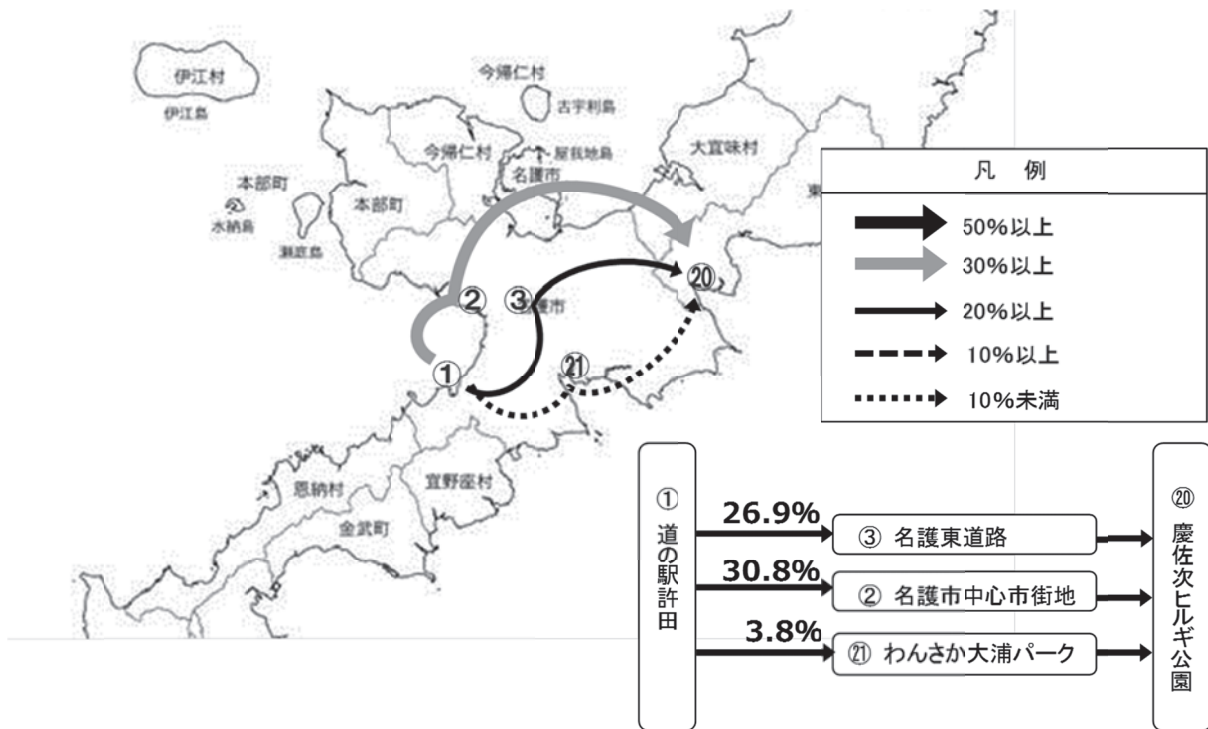 伊江村
伊江島
今帰仁村
古宇利島
今帰仁村
屋我地島
名護市
大宜味村
本部町
水納島
瀬底島
本部町
東
②
③
名護市
⑳
①
㉑
恩納村
宜野座村
金武町
凡 例
50%以上
30%以上
20%以上
10%以上
10%未満
① 道の駅許田
26.9%
③ 名護東道路
30.8%
② 名護市中心市街地
3.8%
㉑ わんさか大浦パーク
⑳ 慶佐次ヒルギ公園